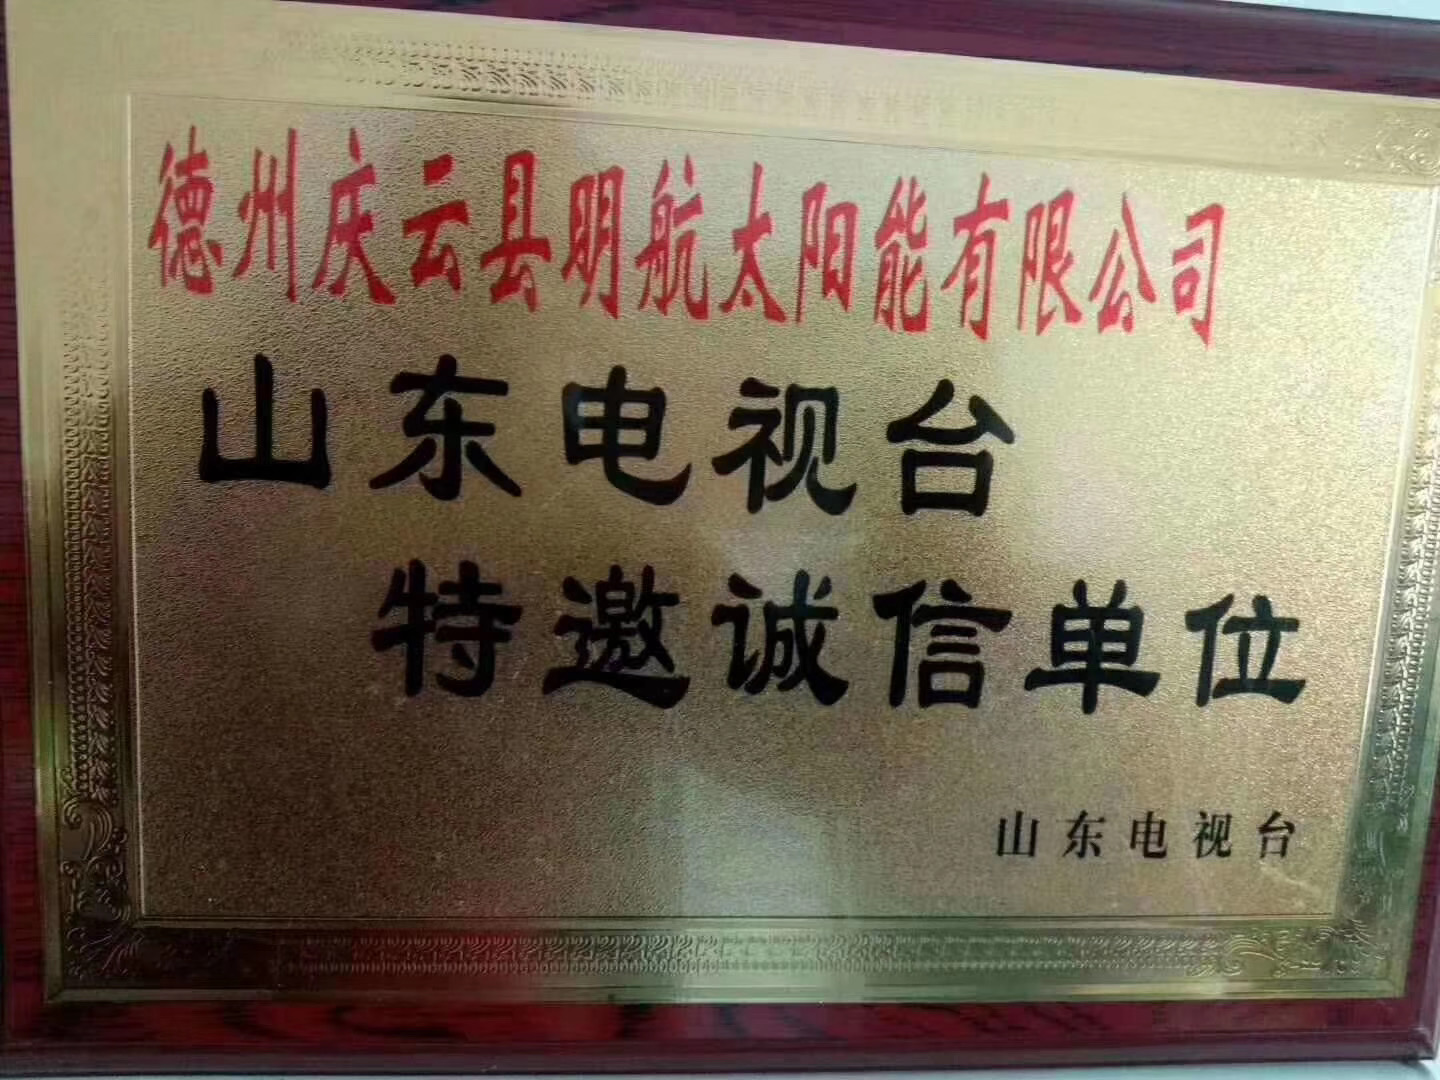 德州庆云县明航太阳能有限公司
山东电视台
特邀诚信单位
山东电视台